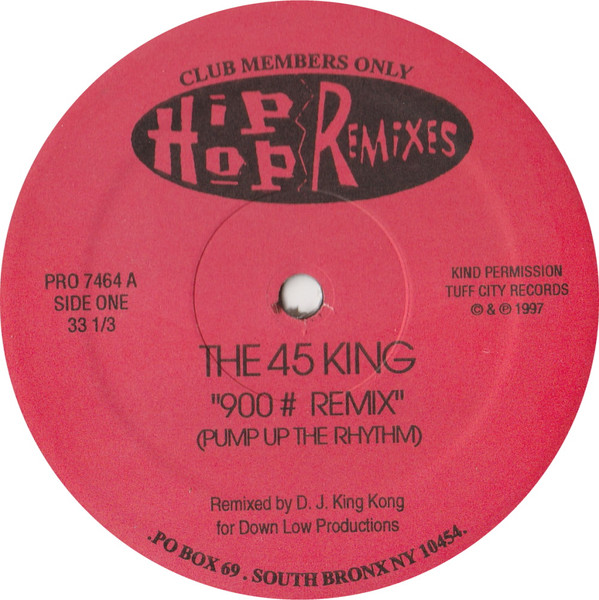 CLUB MEMBERS ONLY
HiP HOP REMiXES
PRO 7464 A
SIDE ONE
33 1/3
KIND PERMISSION
TUFF CITY RECORDS
© & ℗ 1997
THE 45 KING
"900 # REMIX"
(PUMP UP THE RHYTHM)
Remixed by D. J. King Kong
for Down Low Productions
.PO BOX 69 . SOUTH BRONX NY 10454.